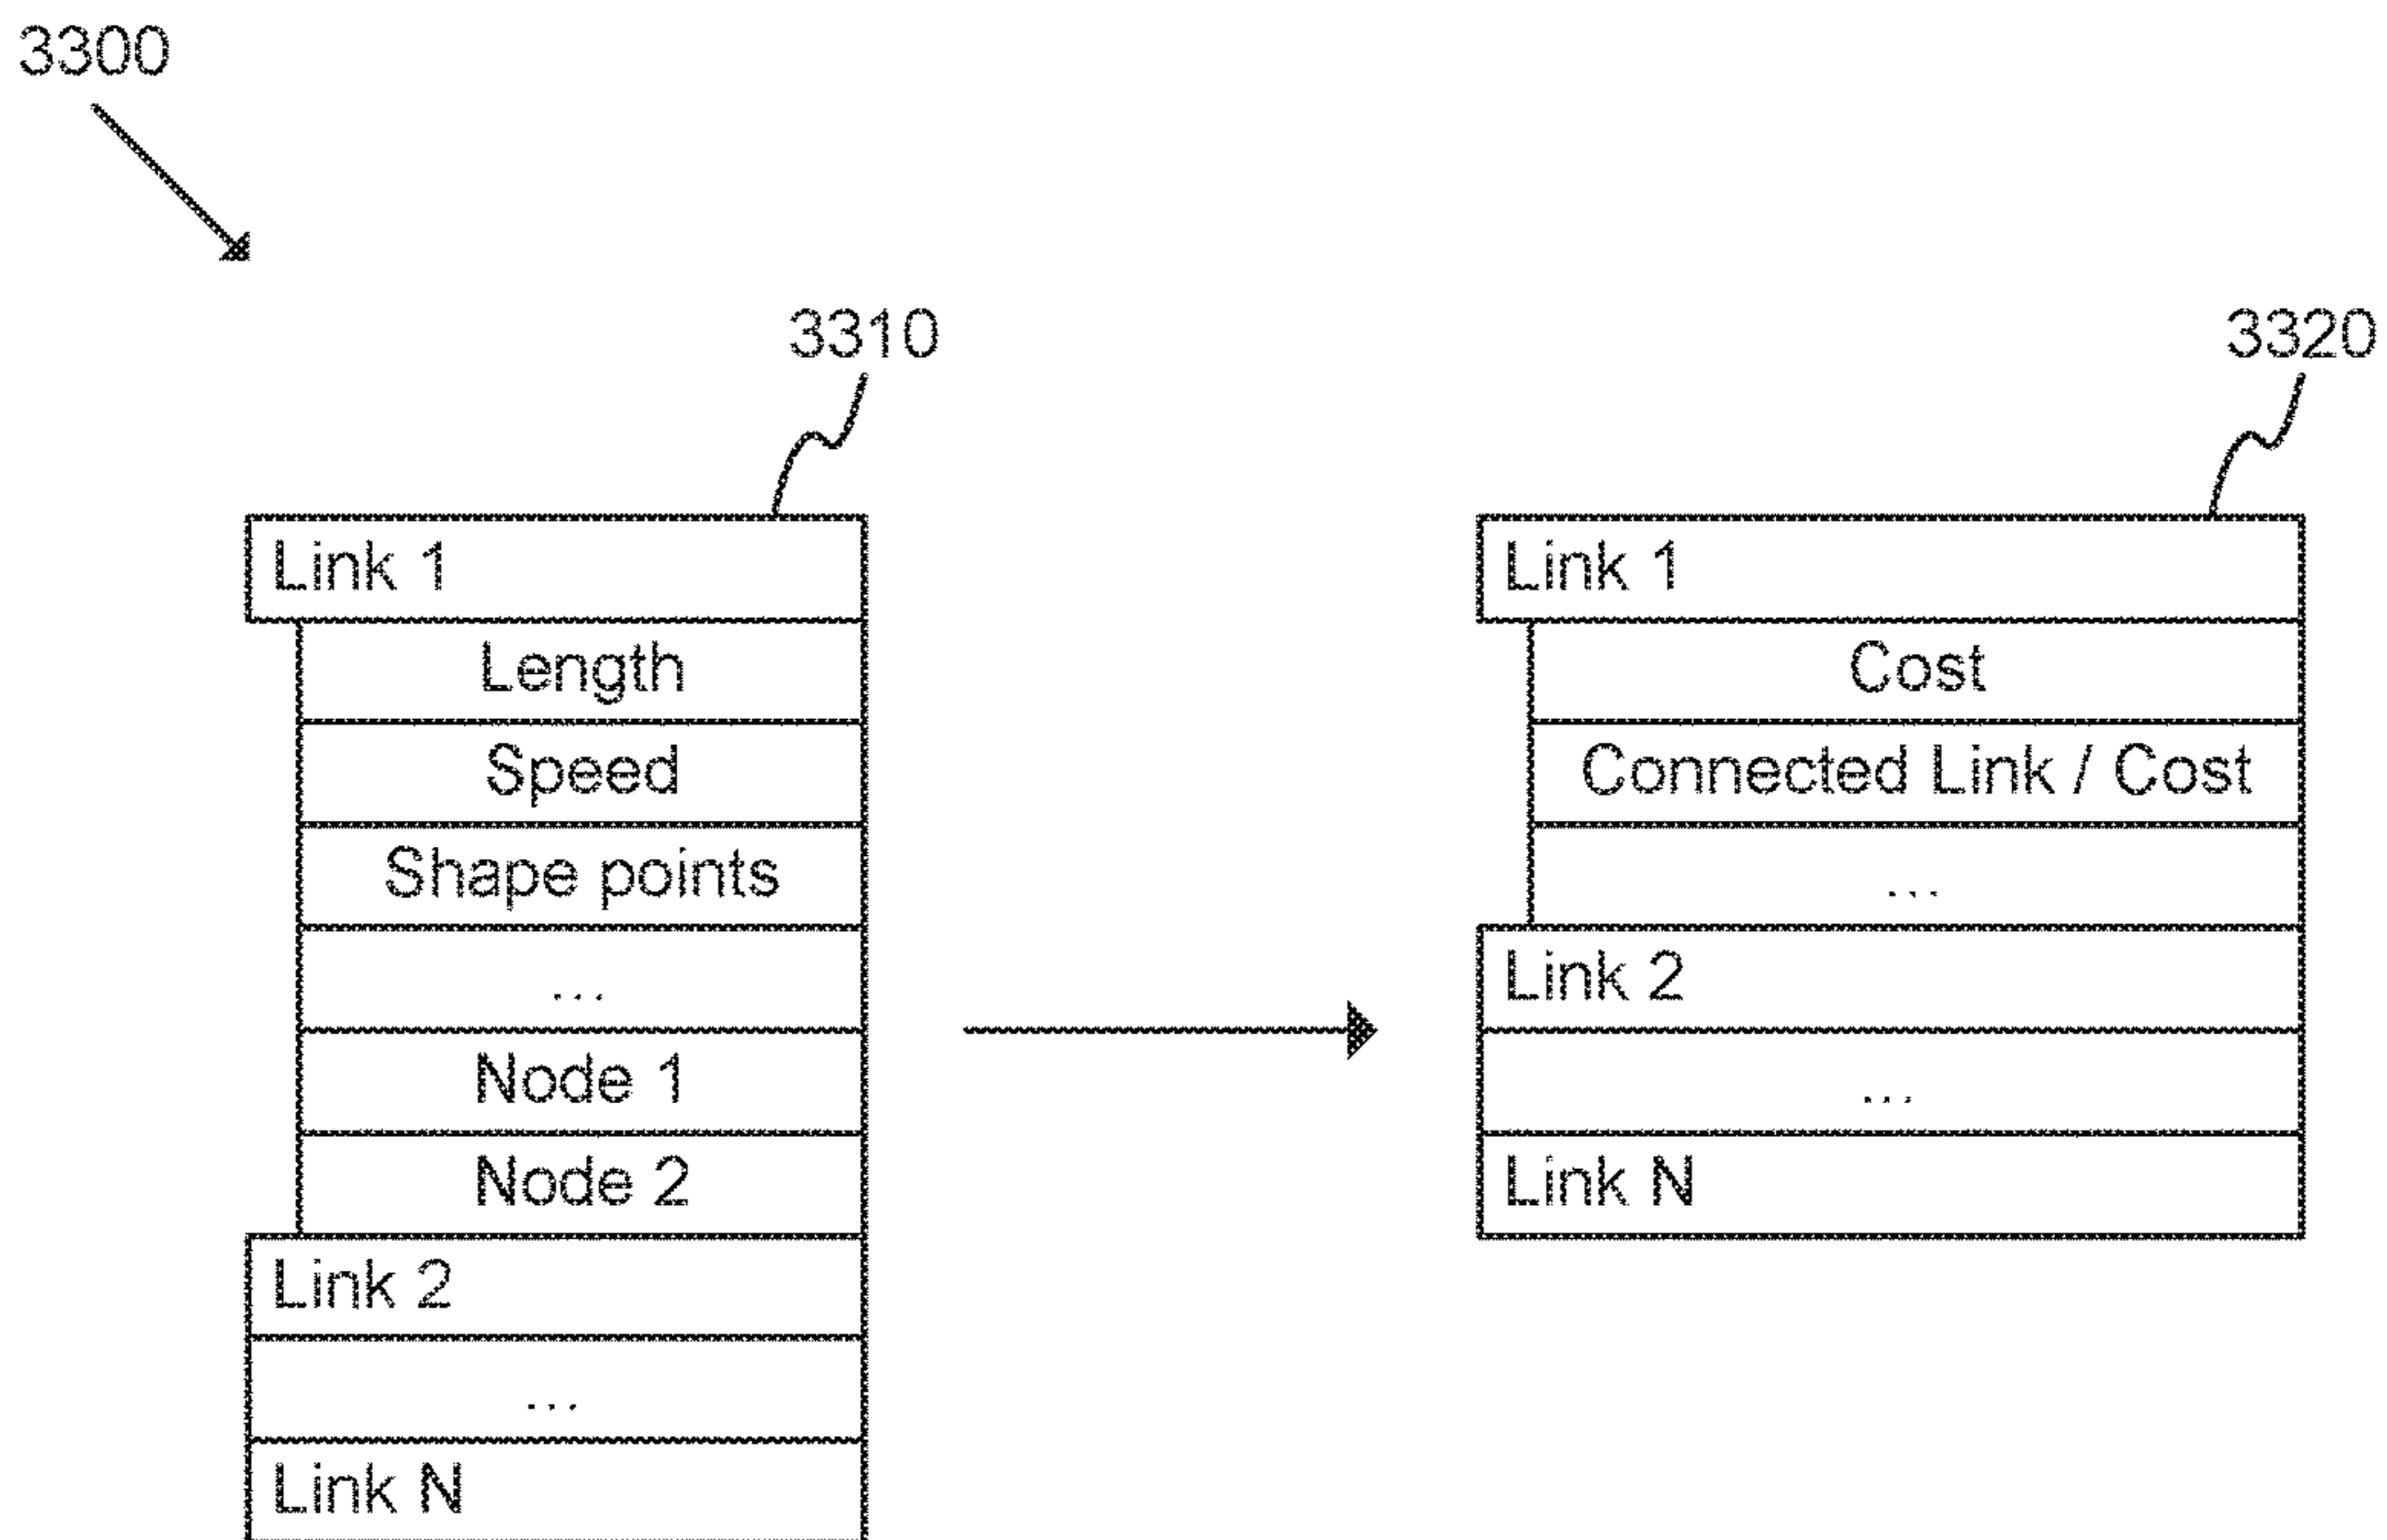 3300
3310
Link 1
Length
Speed
Shape points
...
Node 1
Node 2
Link 2
...
Link N
3320
Link 1
Cost
Connected Link / Cost
...
Link 2
...
Link N